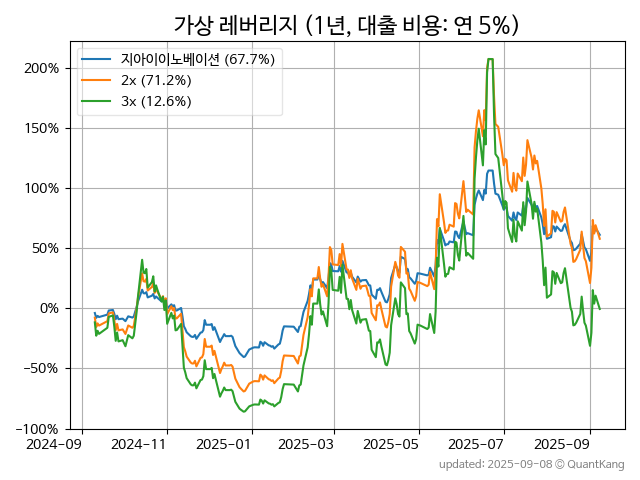 가상 레버리지 (1년, 대출 비용: 연 5%)
지아이이노베이션 (67.7%)
2x (71.2%)
3x (12.6%)
200%
150%
100%
50%
0%
−50%
−100%
2024-09 2024-11 2025-01 2025-03 2025-05 2025-07 2025-09
updated: 2025-09-08 © QuantKang